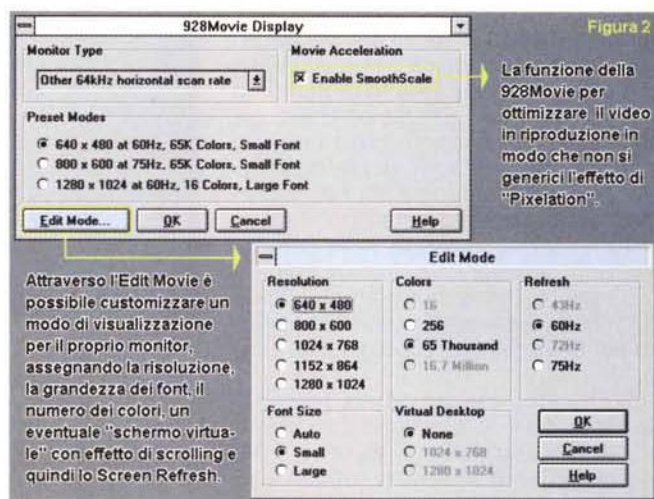 928Movie Display
Figura 2
Monitor Type
Other 64kHz horizontal scan rate
Movie Acceleration
Enable SmoothScale
La funzione della
928Movie per
ottimizzare il video
in riproduzione in
modo che non si
generici l'effetto di
"Pixelation".
Preset Modes
640 x 480 at 60Hz, 65K Colors, Small Font
800 x 600 at 75Hz, 65K Colors, Small Font
1280 x 1024 at 60Hz, 16 Colors, Large Font
Edit Mode... OK Cancel Help
Attraverso l'Edit Movie è
possibile customizzare un
modo di visualizzazione
per il proprio monitor,
assegnando la risoluzione,
la grandezza dei font, il
numero dei colori, un
eventuale "schermo virtua-
le" con effetto di scrolling e
quindi lo Screen Refresh.
Edit Mode
Resolution
640 x 480
800 x 600
1024 x 768
1152 x 864
1280 x 1024
Colors
16
256
65 Thousand
16.7 Million
Refresh
43Hz
60Hz
72Hz
75Hz
Font Size
Auto
Small
Large
Virtual Desktop
None
1024 x 768
1280 x 1024
OK
Cancel
Help